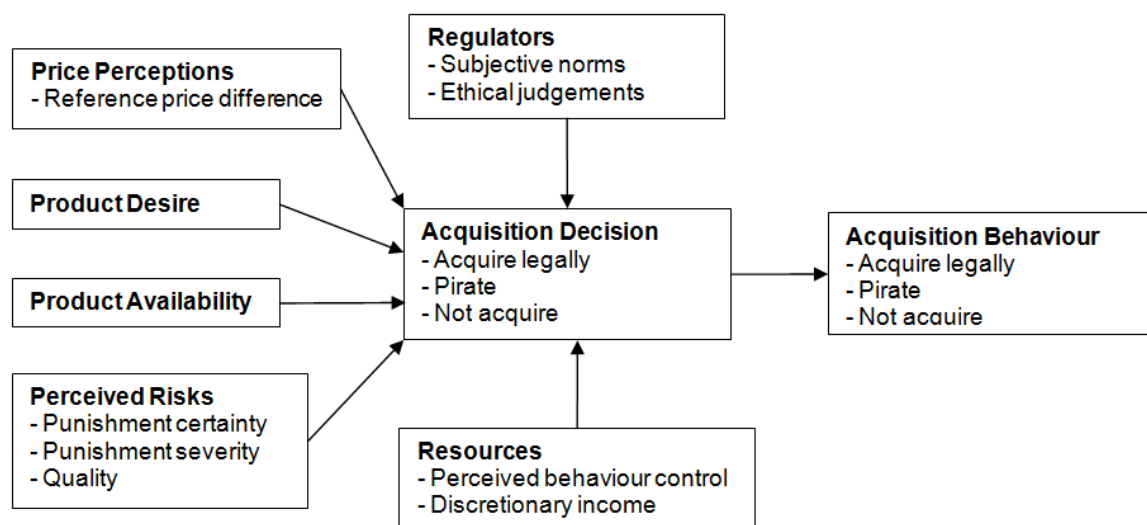 Regulators
- Subjective norms
- Ethical judgements
Price Perceptions
- Reference price difference
Product Desire
Product Availability
Perceived Risks
- Punishment certainty
- Punishment severity
- Quality
Acquisition Decision
- Acquire legally
- Pirate
- Not acquire
Resources
- Perceived behaviour control
- Discretionary income
Acquisition Behaviour
- Acquire legally
- Pirate
- Not acquire